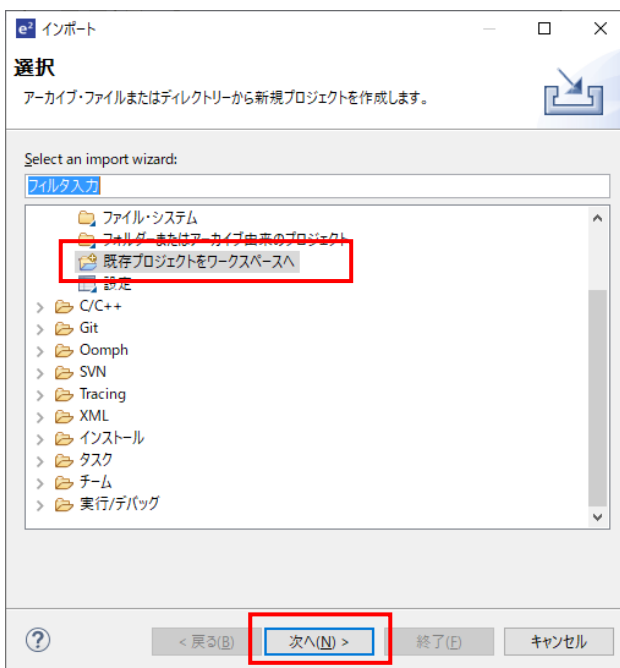 e² インポート
選択
アーカイブ・ファイルまたはディレクトリーから新規プロジェクトを作成します。
Select an import wizard:
フィルタ入力
ファイル・システム
フォルダーまたはアーカイブ由来のプロジェクト
既存プロジェクトをワークスペースへ
設定
C/C++
Git
Oomph
SVN
Tracing
XML
インストール
タスク
チーム
実行/デバッグ
? < 戻る(B) 次へ(N) > 終了(F) キャンセル